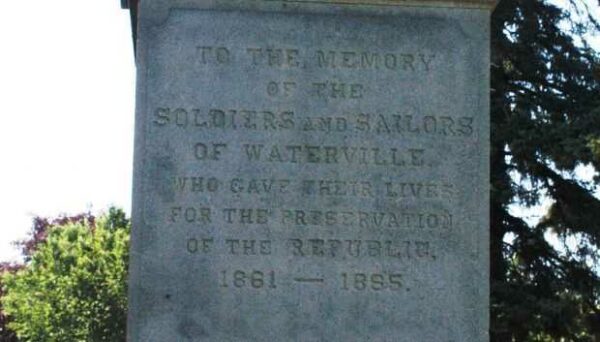 TO THE MEMORY
OF THE
SOLDIERS AND SAILORS
OF WATERVILLE
WHO GAVE THEIR LIVES
FOR THE PRESERVATION
OF THE REPUBLIC,
1861 — 1865.